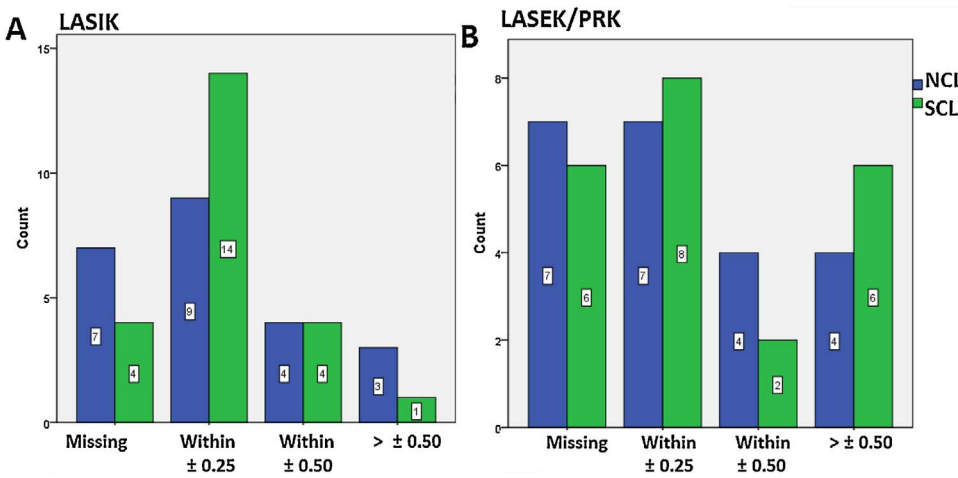 A
LASIK
15
10
5
0
Count
7
4
9
14
4
4
3
1
Missing
Within
± 0.25
Within
± 0.50
> ± 0.50
B
LASEK/PRK
8
6
4
2
0
Count
7
6
7
8
4
2
4
6
Missing
Within
± 0.25
Within
± 0.50
> ± 0.50
NCL
SCL